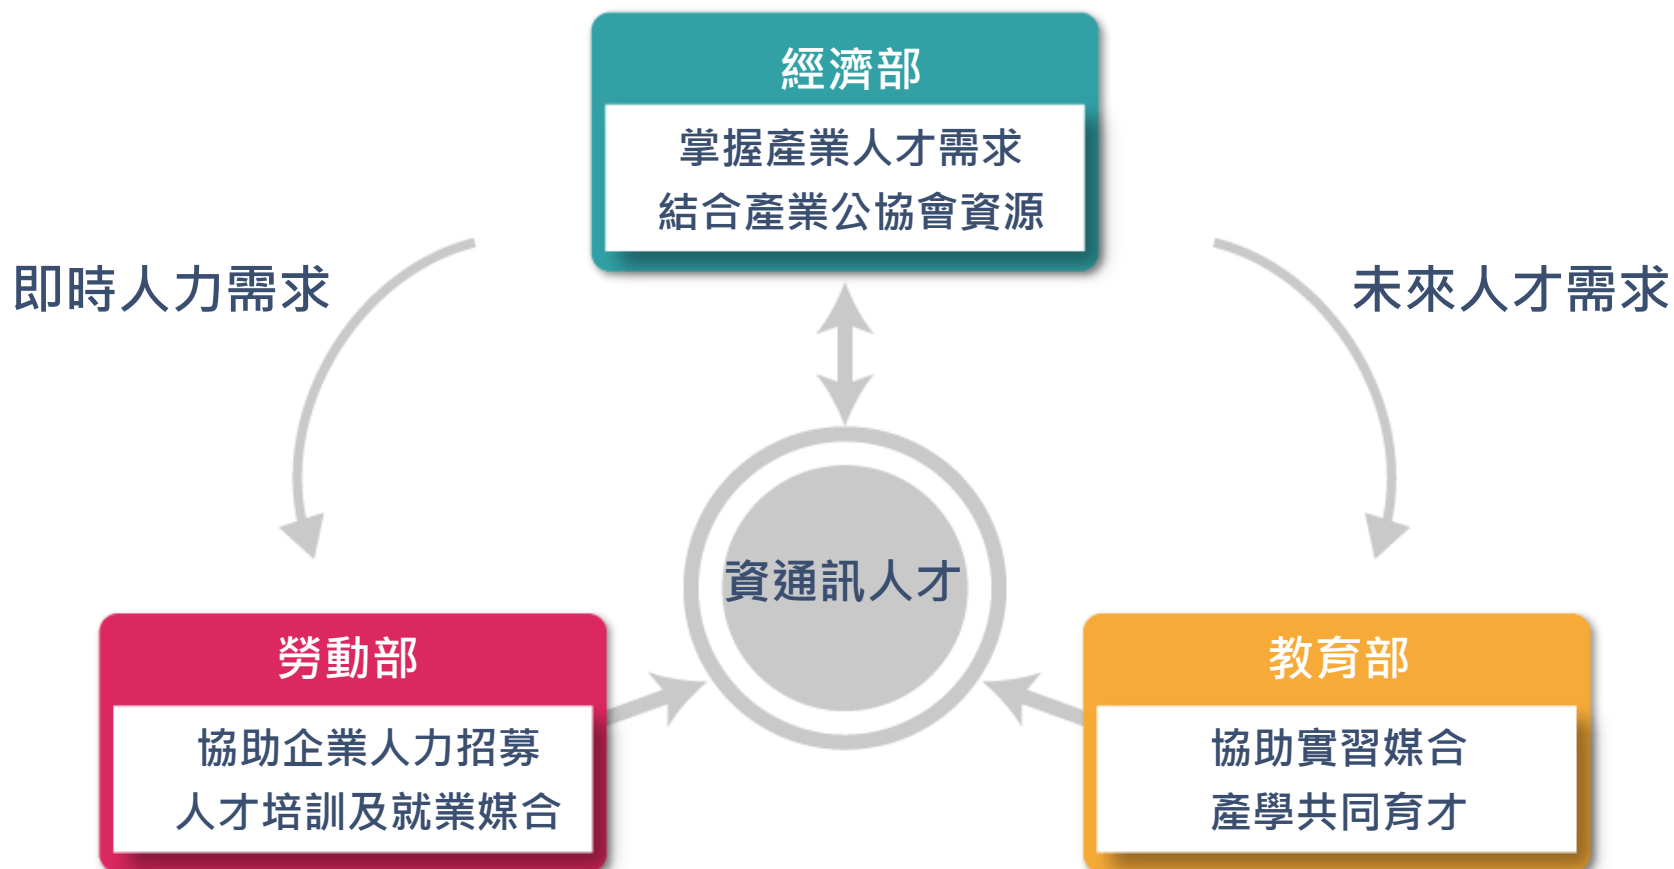 經濟部
掌握產業人才需求
結合產業公協會資源
即時人力需求
未來人才需求
資通訊人才
勞動部
協助企業人力招募
人才培訓及就業媒合
教育部
協助實習媒合
產學共同育才